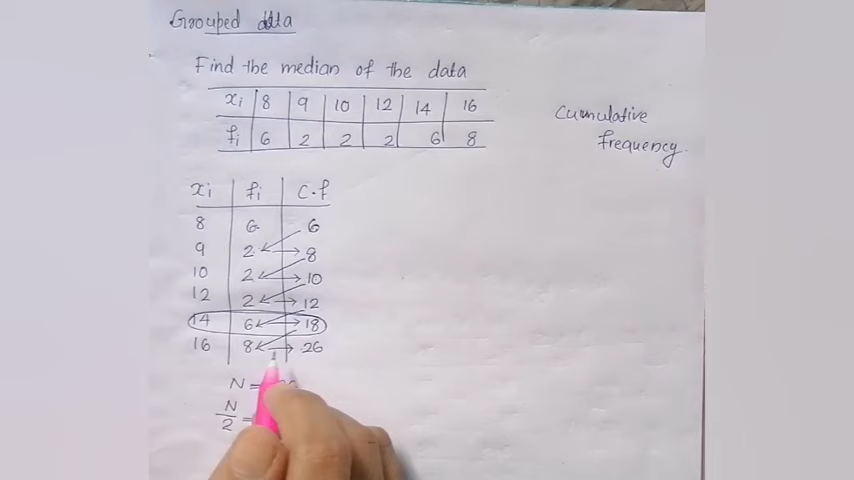 Grouped data
Find the median of the data
xi 8 9 10 12 14 16
fi 6 2 2 2 6 8
Cumulative
frequency
xi fi C.f
8 6 6
9 2 8
10 2 10
12 2 12
14 6 18
16 8 26
N =
N/2 =